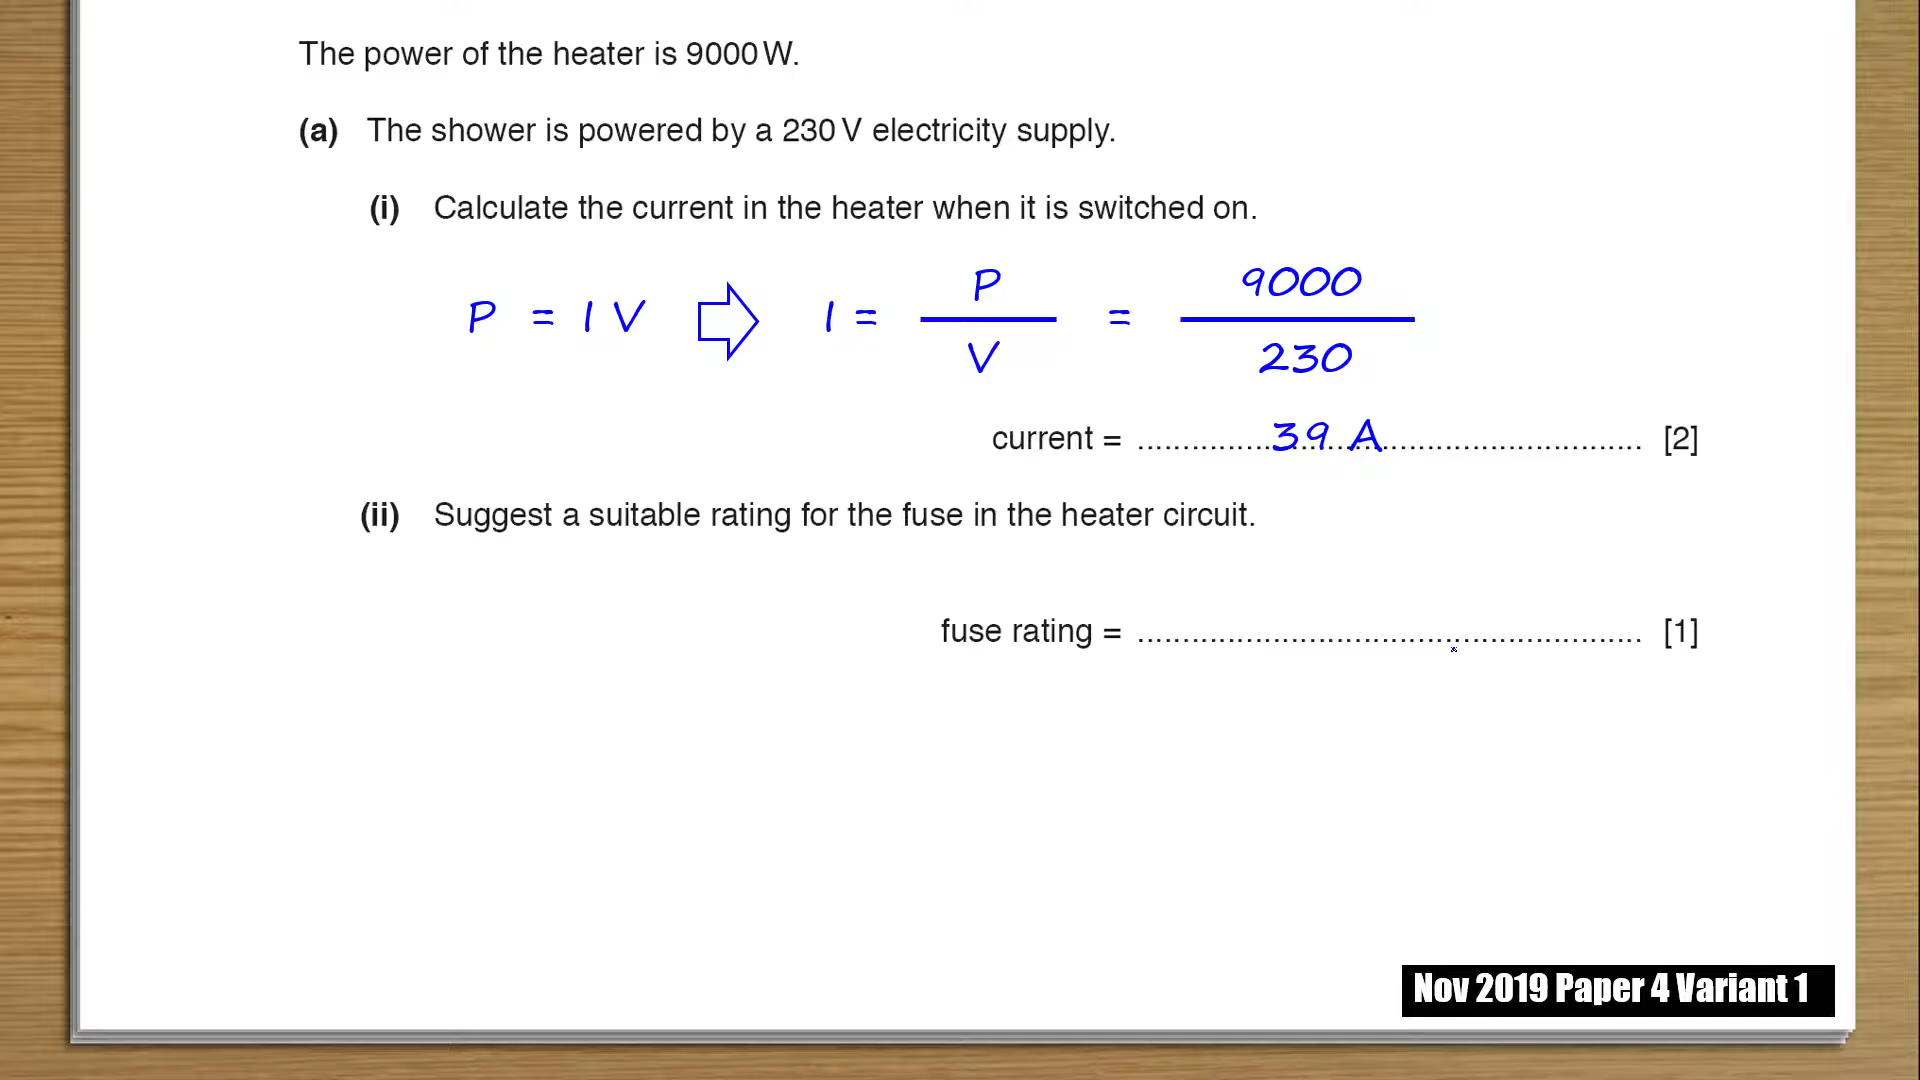 The power of the heater is 9000 W.
(a) The shower is powered by a 230 V electricity supply.
(i) Calculate the current in the heater when it is switched on.
P = I V ⇨ I = P / V = 9000 / 230
current = ............ 39 A ............ [2]
(ii) Suggest a suitable rating for the fuse in the heater circuit.
fuse rating = ........................................................ [1]
Nov 2019 Paper 4 Variant 1